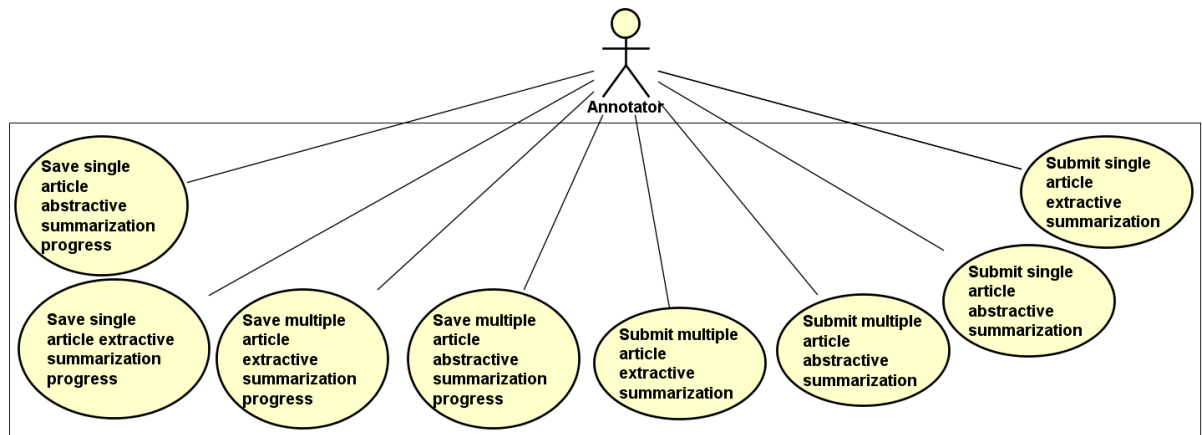 Annotator
Save single
article
abstractive
summarization
progress
Save single
article extractive
summarization
progress
Save multiple
article
extractive
summarization
progress
Save multiple
article
abstractive
summarization
progress
Submit multiple
article
extractive
summarization
Submit multiple
article
abstractive
summarization
Submit single
article
abstractive
summarization
Submit single
article
extractive
summarization